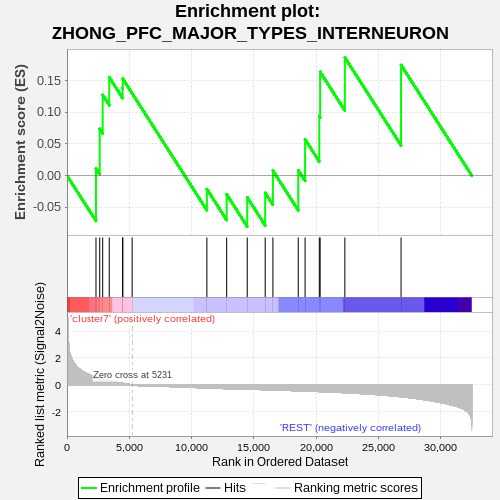 Enrichment plot:
ZHONG_PFC_MAJOR_TYPES_INTERNEURON
Enrichment score (ES)
0.15
0.10
0.05
0.00
-0.05
'cluster7' (positively correlated)
Zero cross at 5231
'REST' (negatively correlated)
Ranked list metric (Signal2Noise)
4
2
0
-2
0
5,000
10,000
15,000
20,000
25,000
30,000
Rank in Ordered Dataset
Enrichment profile
Hits
Ranking metric scores